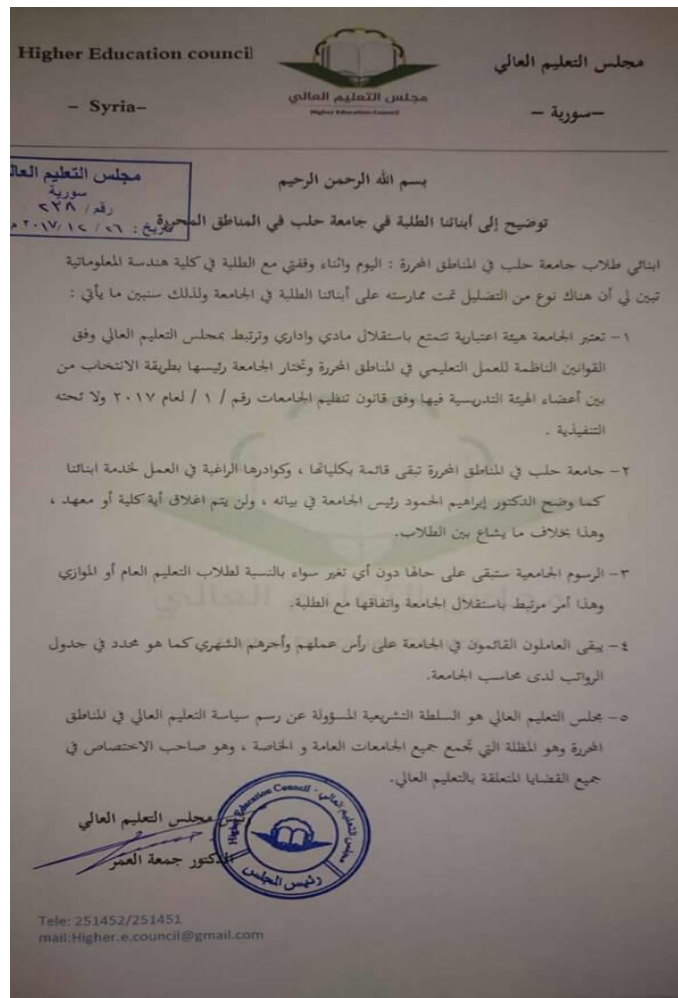 Higher Education council
مجلس التعليم العالي
– Syria–
–سورية –
مجلس التعليم العالي
Higher Education Council
مجلس التعليم العا
سورية
رقم / ٢٣٨
تاريخ : ٢٦ / ١٢ / ٢٠١٧ م
بسم الله الرحمن الرحيم
توضيح إلى أبنائنا الطلبة في جامعة حلب في المناطق المحررة
ابنائي طلاب جامعة حلب في المناطق المحررة : اليوم واثناء وقفتي مع الطلبة في كلية هندسة المعلوماتية
تبين لي أن هناك نوع من التضليل تمت ممارسته على أبنائنا الطلبة في الجامعة ولذلك سنبين ما يأتي :
١– تعتبر الجامعة هيئة اعتبارية تتمتع باستقلال مادي واداري وترتبط بمجلس التعليم العالي وفق
القوانين الناظمة للعمل التعليمي في المناطق المحررة وتختار الجامعة رئيسها بطريقة الانتخاب من
بين أعضاء الهيئة التدريسية فيها وفق قانون تنظيم الجامعات رقم / ١ / لعام ٢٠١٧ ولا ئحته
التنفيذية .
٢– جامعة حلب في المناطق المحررة تبقى قائمة بكلياتها ، وكوادرها الراغبة في العمل لخدمة ابنائنا
كما وضح الدكتور إبراهيم الحمود رئيس الجامعة في بيانه ، ولن يتم اغلاق أية كلية أو معهد ،
وهذا بخلاف ما يشاع بين الطلاب.
٣– الرسوم الجامعية ستبقى على حالها دون أي تغير سواء بالنسبة لطلاب التعليم العام أو الموازي
وهذا أمر مرتبط باستقلال الجامعة واتفاقها مع الطلبة.
٤– يبقى العاملون القائمون في الجامعة على رأس عملهم وأجرهم الشهري كما هو محدد في جدول
الرواتب لدى محاسب الجامعة.
٥– مجلس التعليم العالي هو السلطة التشريعية المسؤولة عن رسم سياسة التعليم العالي في المناطق
المحررة وهو المظلة التي تجمع جميع الجامعات العامة و الخاصة ، وهو صاحب الاختصاص في
جميع القضايا المتعلقة بالتعليم العالي.
رئيس مجلس التعليم العالي
الدكتور جمعة العمر
Higher Education Council - مجلس التعليم العالي
رئيس المجلس
Tele: 251452/251451
mail:Higher.e.council@gmail.com